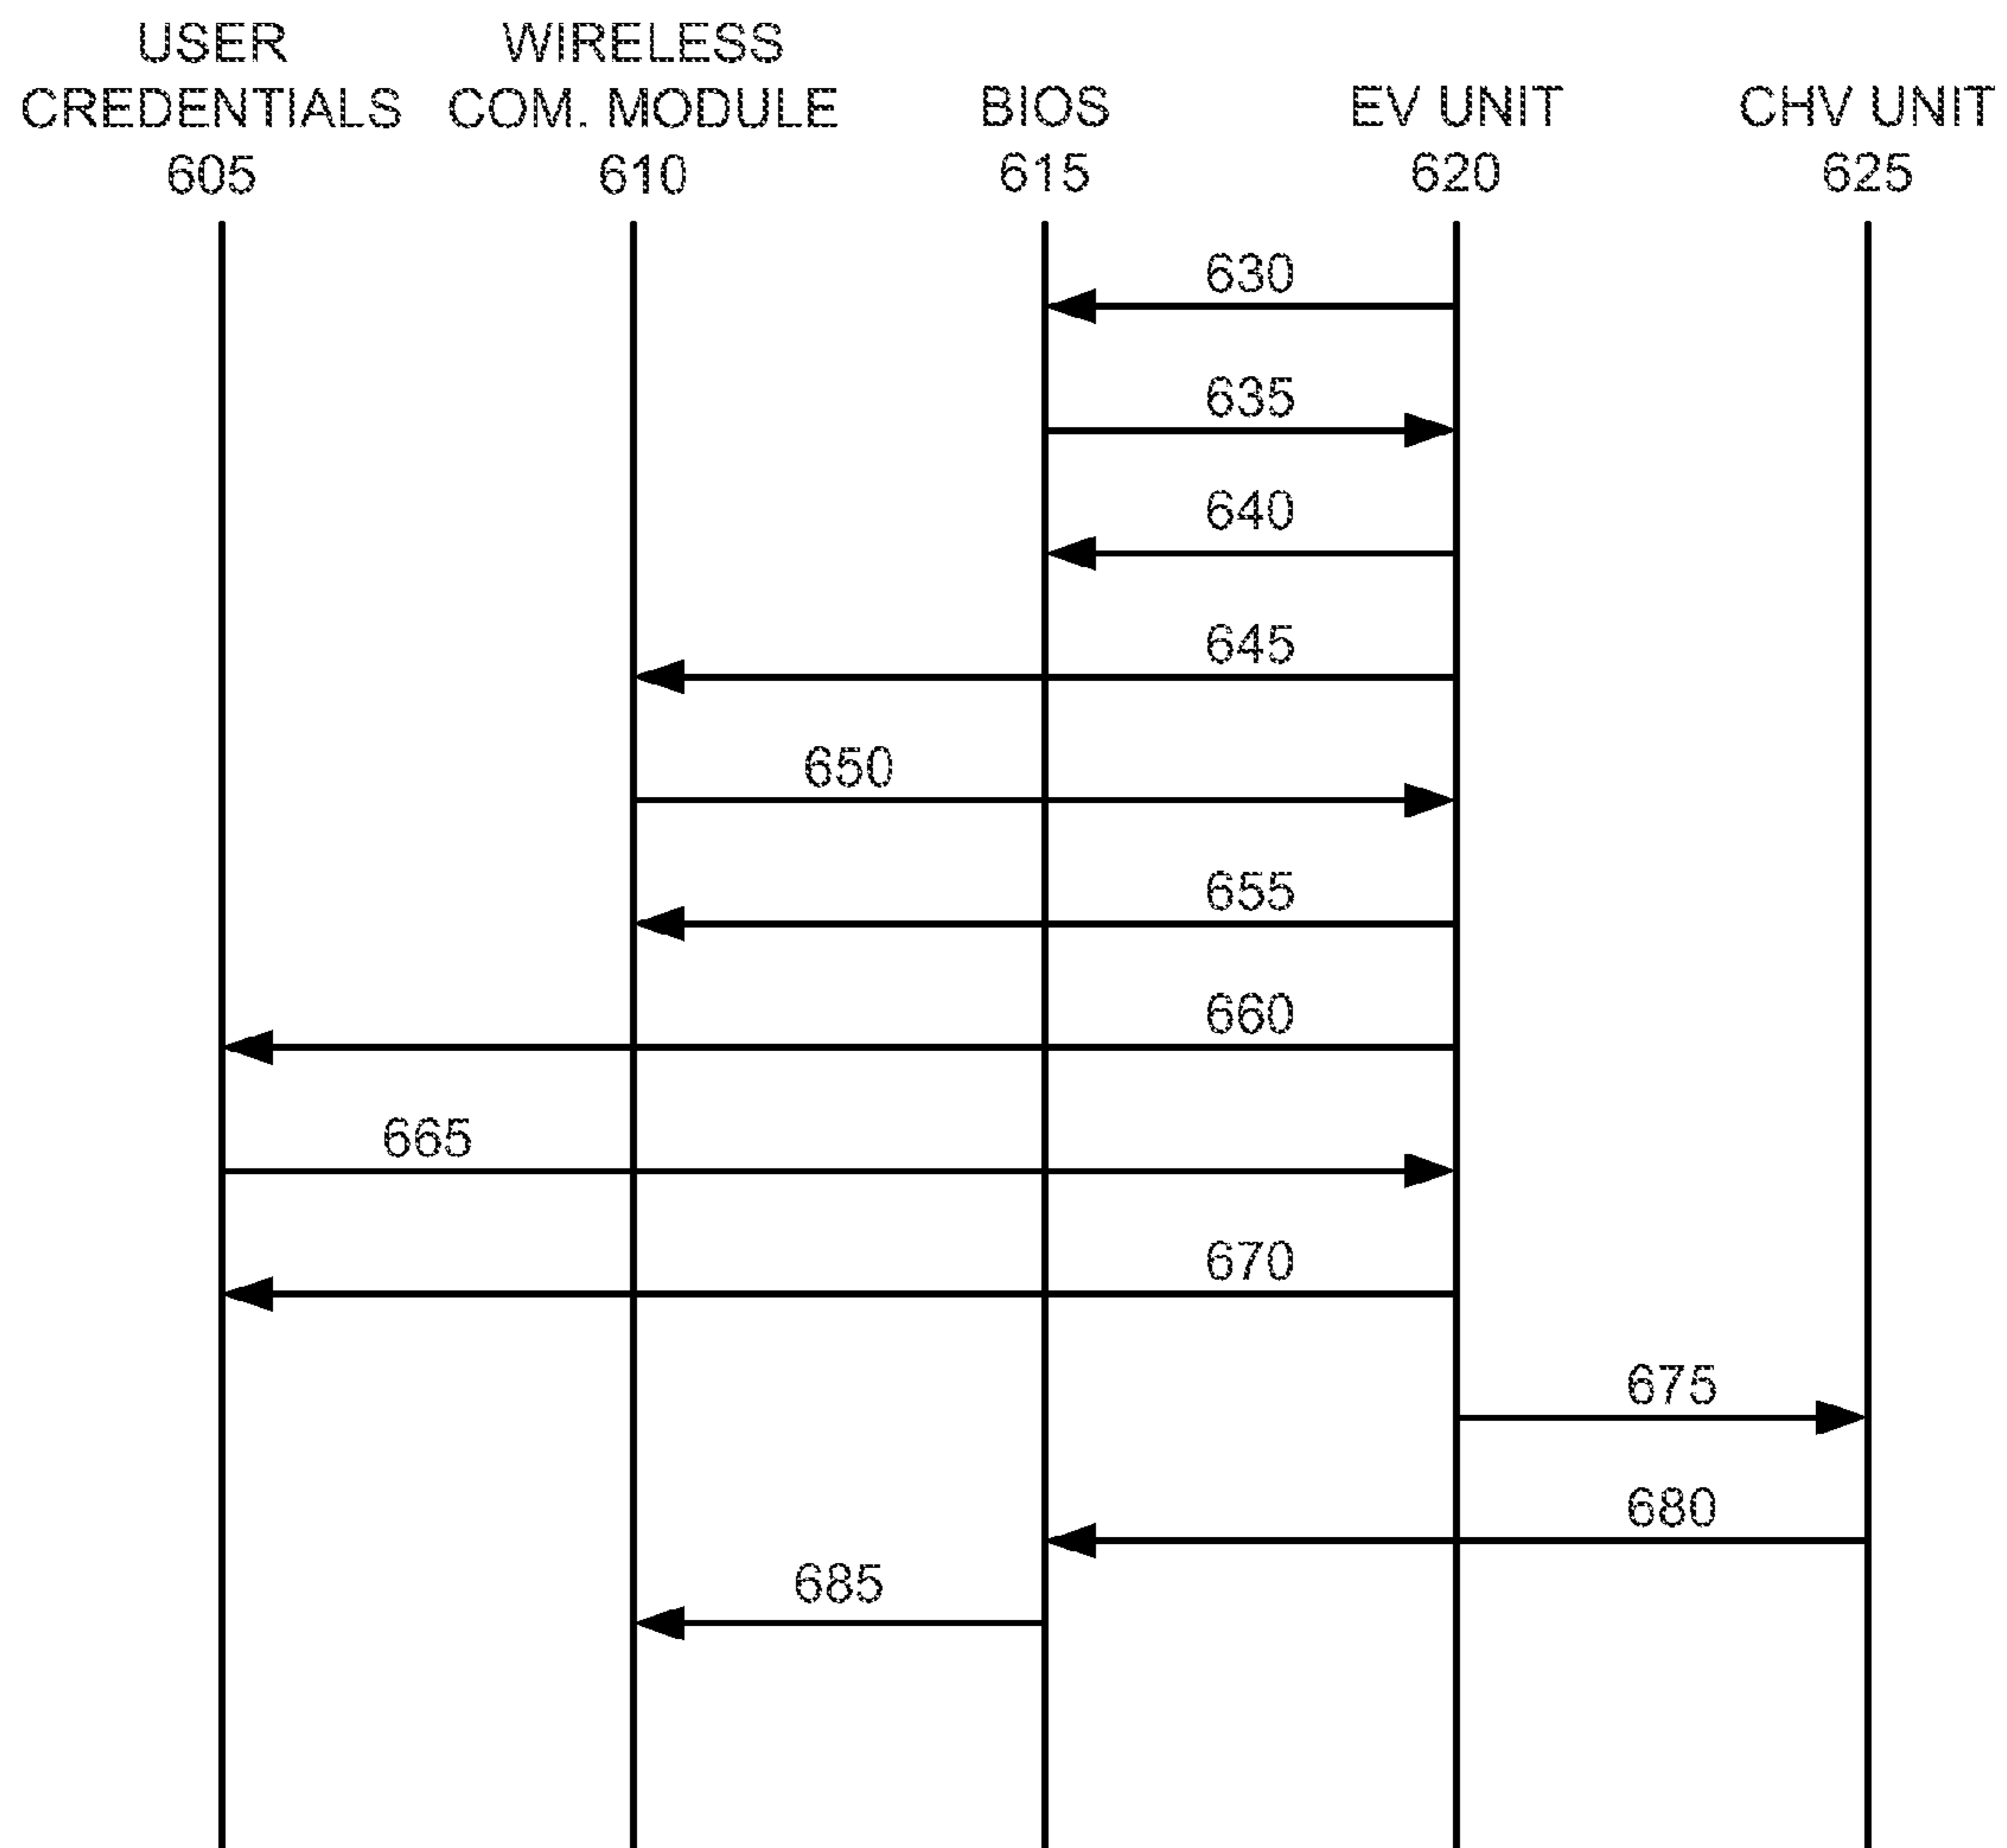 USER
CREDENTIALS
605
WIRELESS
COM. MODULE
610
BIOS
615
EV UNIT
620
CHV UNIT
625
630
635
640
645
650
655
660
665
670
675
680
685